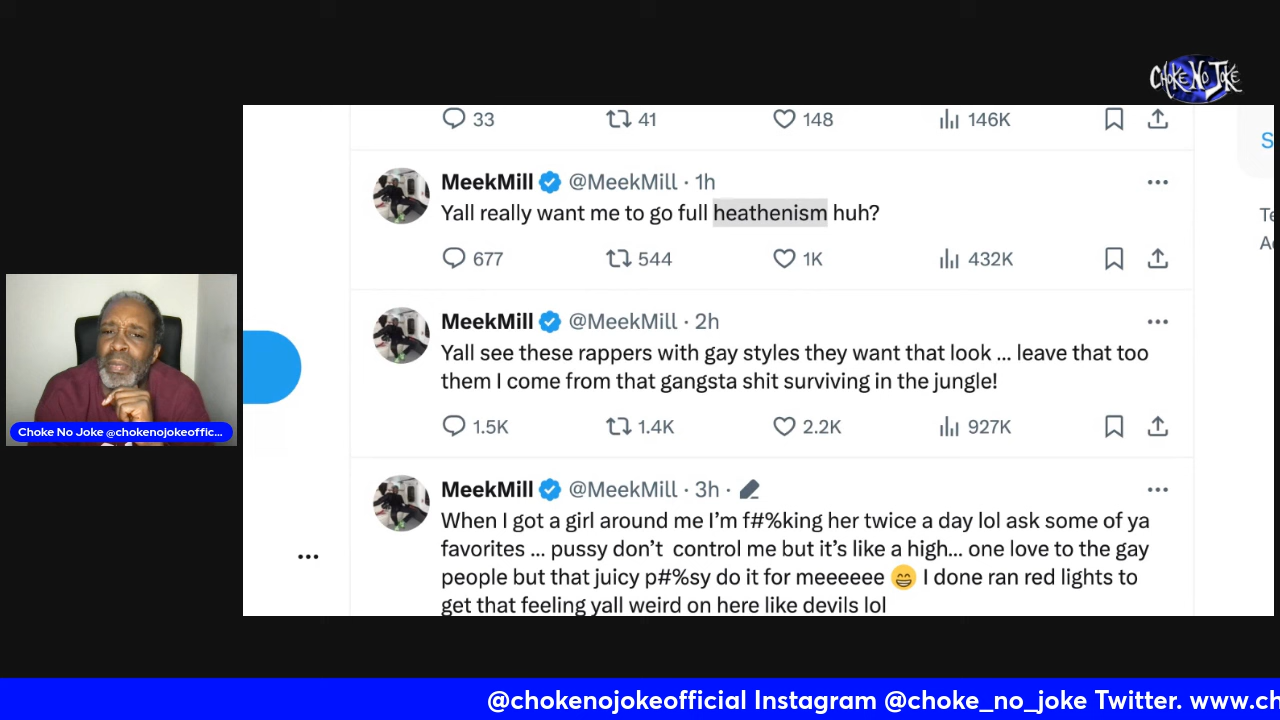 CHOKE NO JOKE
33 41 148 146K
S
MeekMill @MeekMill · 1h
Yall really want me to go full heathenism huh?
677 544 1K 432K
MeekMill @MeekMill · 2h
Yall see these rappers with gay styles they want that look ... leave that too
them I come from that gangsta shit surviving in the jungle!
1.5K 1.4K 2.2K 927K
MeekMill @MeekMill · 3h ·
When I got a girl around me I’m f#%king her twice a day lol ask some of ya
favorites ... pussy don’t control me but it’s like a high... one love to the gay
people but that juicy p#%sy do it for meeeeee 😁 I done ran red lights to
get that feeling yall weird on here like devils lol
Te
Ac
Choke No Joke @chokenojokeoffic...
@chokenojokeofficial Instagram @choke_no_joke Twitter. www.ch